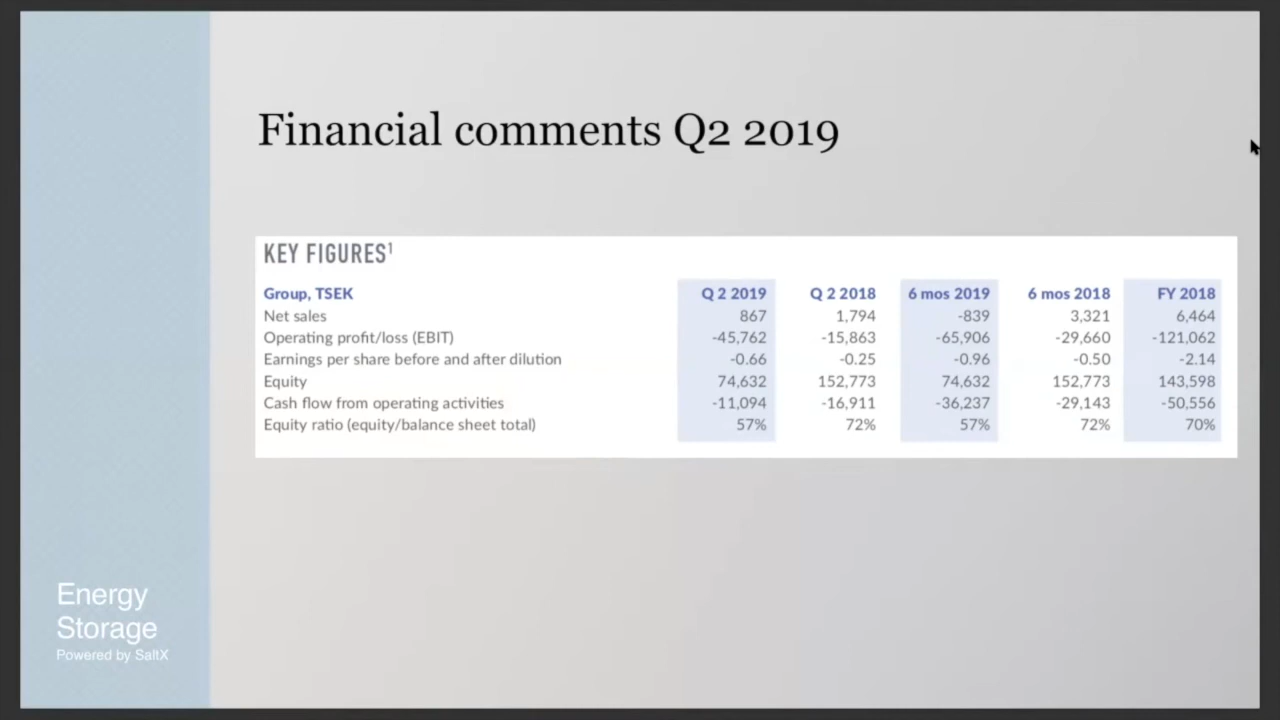 Financial comments Q2 2019
KEY FIGURES¹
Group, TSEK Q 2 2019 Q 2 2018 6 mos 2019 6 mos 2018 FY 2018
Net sales 867 1,794 -839 3,321 6,464
Operating profit/loss (EBIT) -45,762 -15,863 -65,906 -29,660 -121,062
Earnings per share before and after dilution -0.66 -0.25 -0.96 -0.50 -2.14
Equity 74,632 152,773 74,632 152,773 143,598
Cash flow from operating activities -11,094 -16,911 -36,237 -29,143 -50,556
Equity ratio (equity/balance sheet total) 57% 72% 57% 72% 70%
Energy
Storage
Powered by SaltX